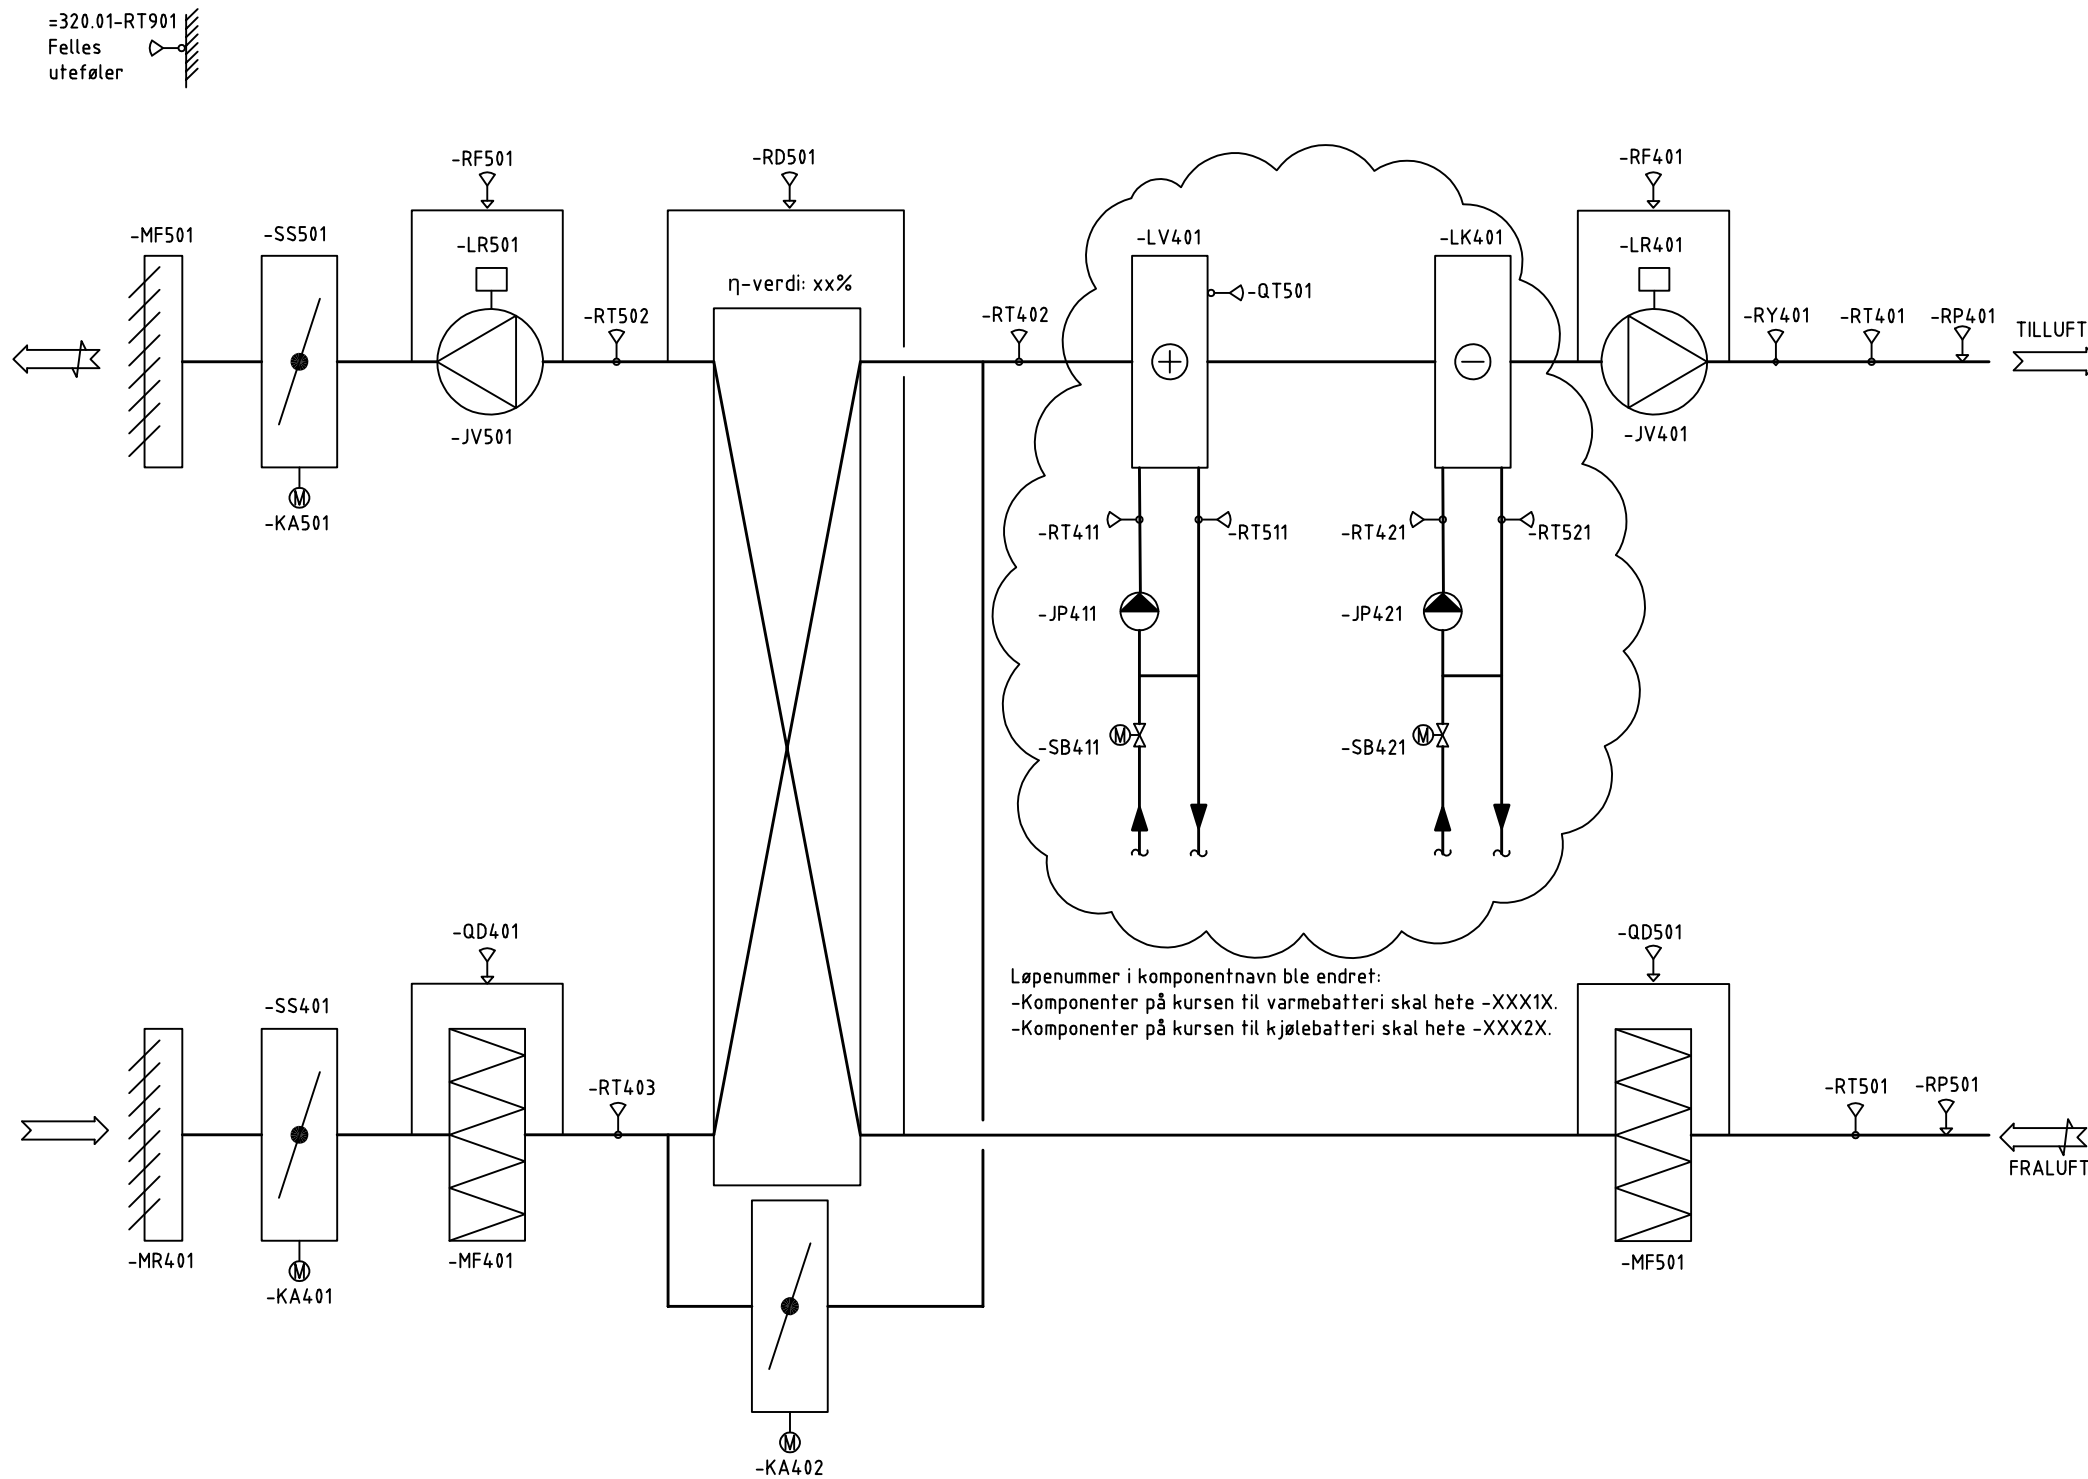 =320.01-RT901
Felles
uteføler
-RF501
-RD501
-RF401
-MF501
-SS501
-LR501
-LV401
-LK401
-LR401
η-verdi: xx%
-QT501
-RT502
-RT402
-RY401
-RT401
-RP401
TILLUFT
-JV501
-JV401
-KA501
-RT411
-RT511
-RT421
-RT521
-JP411
-JP421
M
-SB411
M
-SB421
M
-QD401
-QD501
Løpenummer i komponentnavn ble endret:
-Komponenter på kursen til varmebatteri skal hete -XXX1X.
-Komponenter på kursen til kjølebatteri skal hete -XXX2X.
-SS401
-RT403
-RT501
-RP501
FRALUFT
-MR401
-MF401
-MF501
M
-KA401
M
-KA402